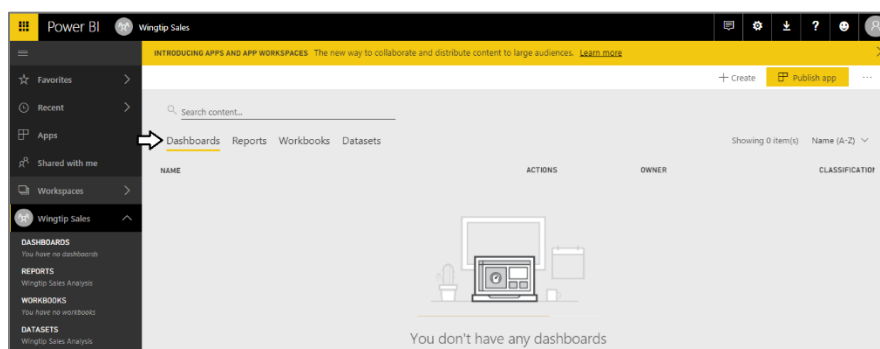 Power BI Wingtip Sales ?
INTRODUCING APPS AND APP WORKSPACES The new way to collaborate and distribute content to large audiences. Learn more
+ Create Publish app ...
Favorites
Recent
Apps
Shared with me
Workspaces
Wingtip Sales
DASHBOARDS
You have no dashboards
REPORTS
Wingtip Sales Analysis
WORKBOOKS
You have no workbooks
DATASETS
Wingtip Sales Analysis
Search content...
Dashboards Reports Workbooks Datasets Showing 0 item(s) Name (A-Z)
NAME ACTIONS OWNER CLASSIFICATION
You don't have any dashboards